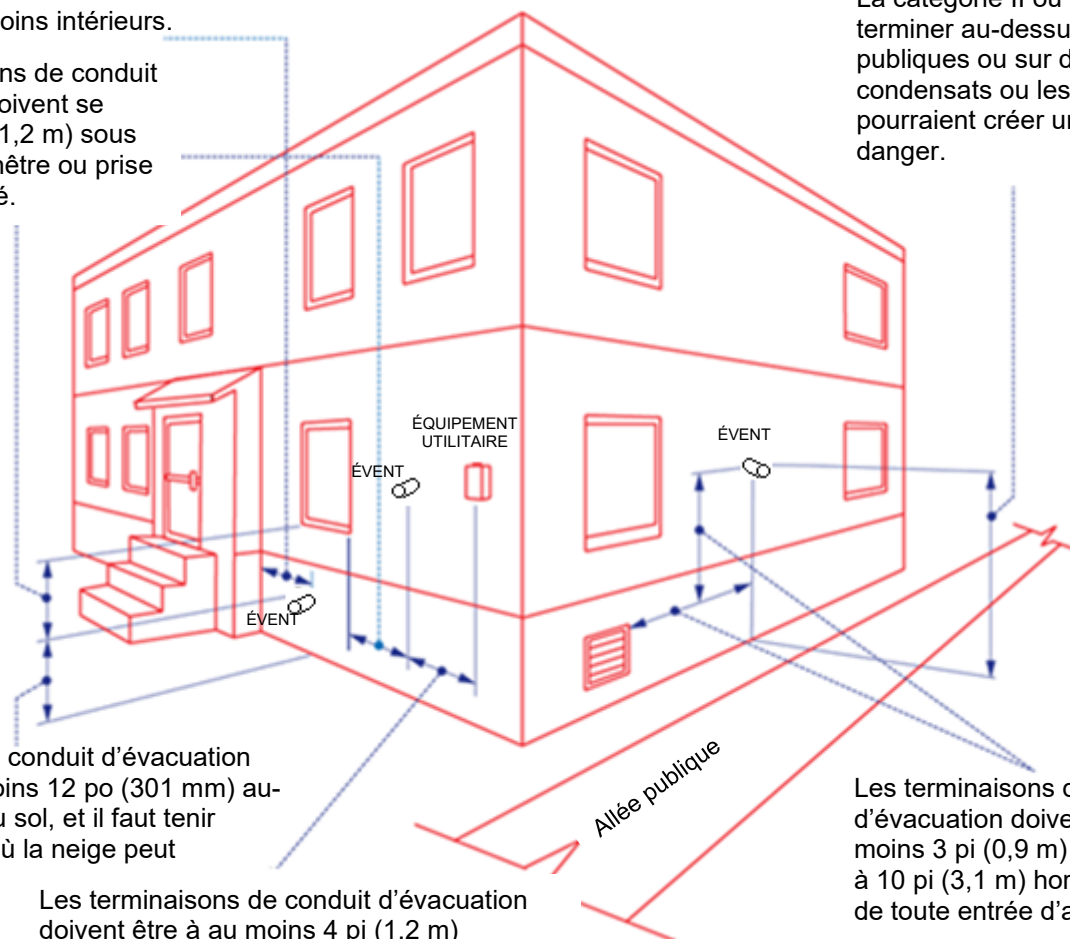 oins intérieurs.
ns de conduit
oivent se
1,2 m) sous
nêtre ou prise
é.
La catégorie II ou
terminer au-dessu
publiques ou sur d
condensats ou les
pourraient créer un
danger.
ÉQUIPEMENT
UTILITAIRE
ÉVENT
ÉVENT
ÉVENT
Allée publique
conduit d’évacuation
oins 12 po (301 mm) au-
u sol, et il faut tenir
ù la neige peut
Les terminaisons de conduit d’évacuation
doivent être à au moins 4 pi (1,2 m)
Les terminaisons d
d’évacuation doive
moins 3 pi (0,9 m)
à 10 pi (3,1 m) hor
de toute entrée d’a